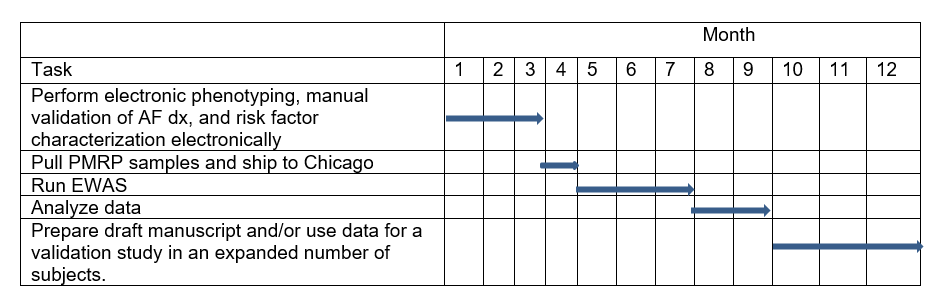 Month
Task 1 2 3 4 5 6 7 8 9 10 11 12
Perform electronic phenotyping, manual
validation of AF dx, and risk factor
characterization electronically
Pull PMRP samples and ship to Chicago
Run EWAS
Analyze data
Prepare draft manuscript and/or use data for a
validation study in an expanded number of
subjects.